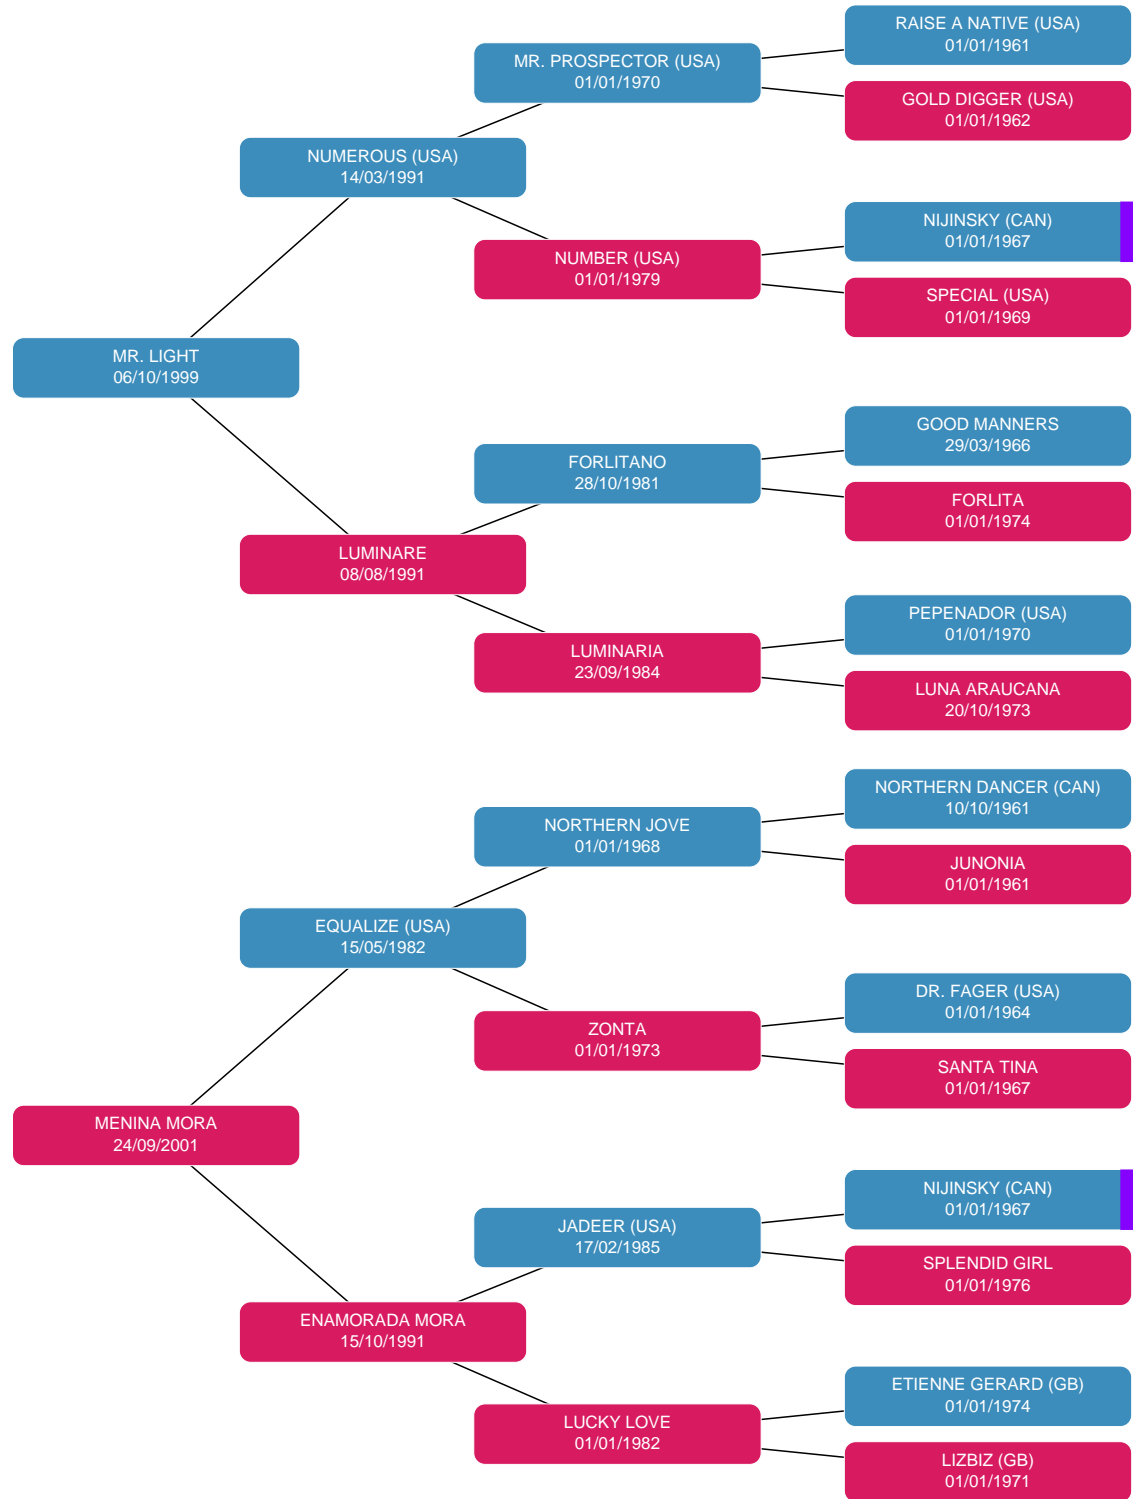 RAISE A NATIVE (USA)
01/01/1961
MR. PROSPECTOR (USA)
01/01/1970
GOLD DIGGER (USA)
01/01/1962
NUMEROUS (USA)
14/03/1991
NIJINSKY (CAN)
01/01/1967
NUMBER (USA)
01/01/1979
SPECIAL (USA)
01/01/1969
MR. LIGHT
06/10/1999
GOOD MANNERS
29/03/1966
FORLITANO
28/10/1981
FORLITA
01/01/1974
LUMINARE
08/08/1991
PEPENADOR (USA)
01/01/1970
LUMINARIA
23/09/1984
LUNA ARAUCANA
20/10/1973
NORTHERN DANCER (CAN)
10/10/1961
NORTHERN JOVE
01/01/1968
JUNONIA
01/01/1961
EQUALIZE (USA)
15/05/1982
DR. FAGER (USA)
01/01/1964
ZONTA
01/01/1973
SANTA TINA
01/01/1967
MENINA MORA
24/09/2001
NIJINSKY (CAN)
01/01/1967
JADEER (USA)
17/02/1985
SPLENDID GIRL
01/01/1976
ENAMORADA MORA
15/10/1991
ETIENNE GERARD (GB)
01/01/1974
LUCKY LOVE
01/01/1982
LIZBIZ (GB)
01/01/1971